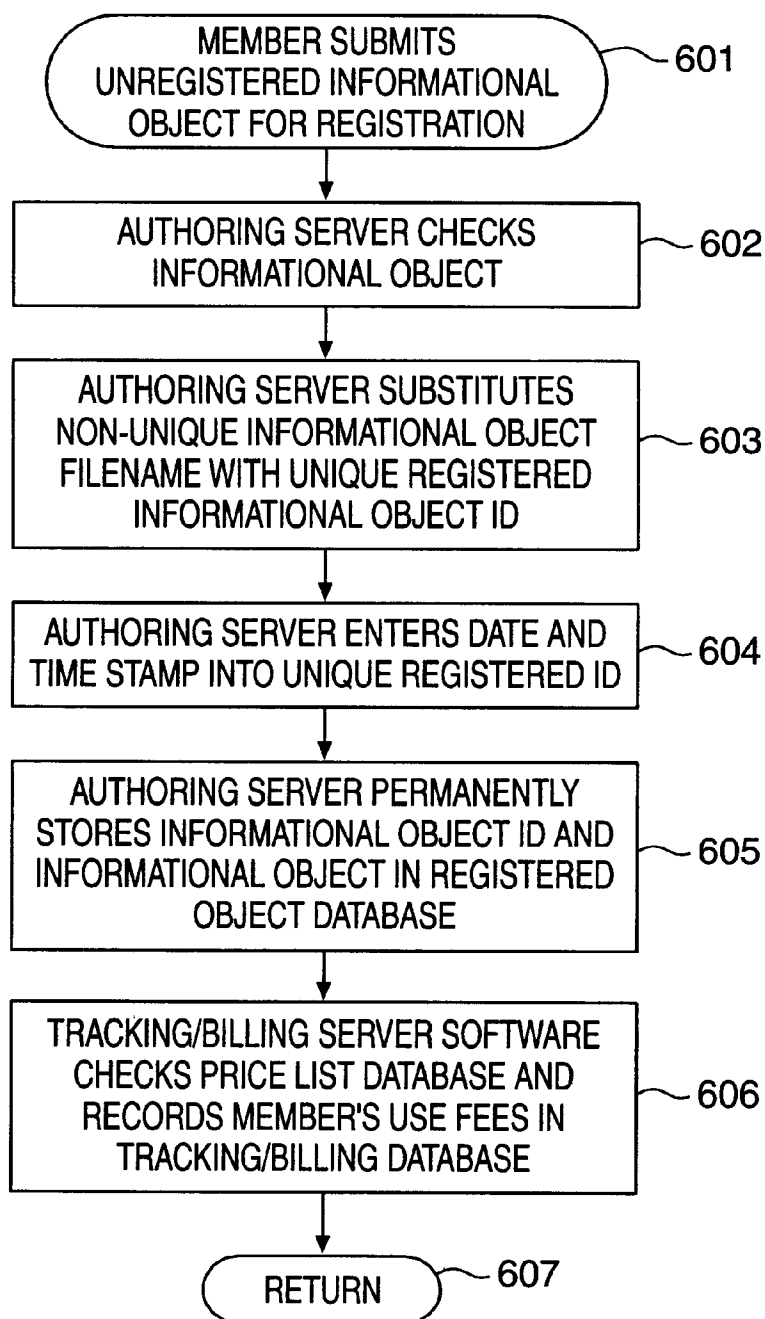 MEMBER SUBMITS
UNREGISTERED INFORMATIONAL
OBJECT FOR REGISTRATION
601
AUTHORING SERVER CHECKS
INFORMATIONAL OBJECT
602
AUTHORING SERVER SUBSTITUTES
NON-UNIQUE INFORMATIONAL OBJECT
FILENAME WITH UNIQUE REGISTERED
INFORMATIONAL OBJECT ID
603
AUTHORING SERVER ENTERS DATE AND
TIME STAMP INTO UNIQUE REGISTERED ID
604
AUTHORING SERVER PERMANENTLY
STORES INFORMATIONAL OBJECT ID AND
INFORMATIONAL OBJECT IN REGISTERED
OBJECT DATABASE
605
TRACKING/BILLING SERVER SOFTWARE
CHECKS PRICE LIST DATABASE AND
RECORDS MEMBER'S USE FEES IN
TRACKING/BILLING DATABASE
606
RETURN
607